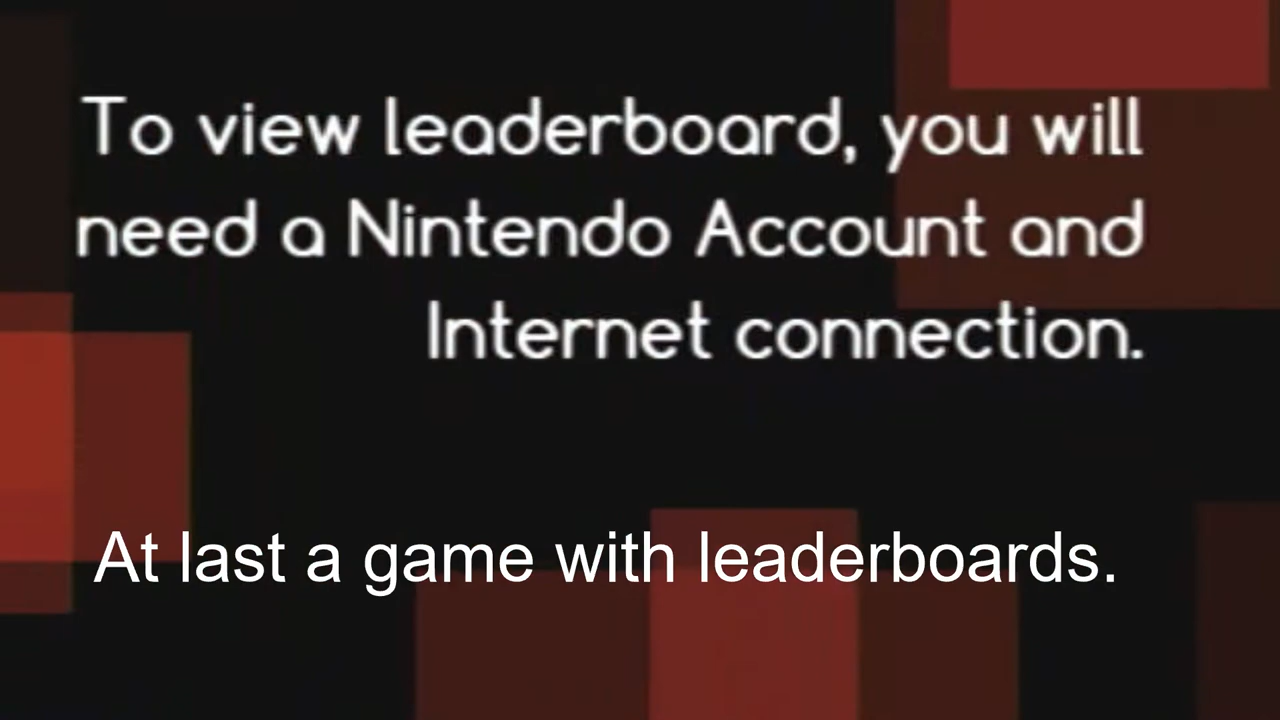 To view leaderboard, you will
need a Nintendo Account and
Internet connection.
At last a game with leaderboards.